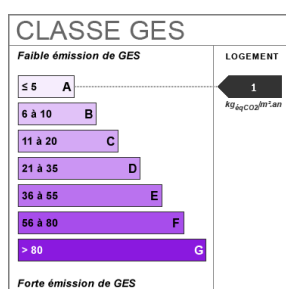 CLASSE GES
Faible émission de GES
LOGEMENT
≤ 5 A
1
6 à 10 B
kgéqCO2/m².an
11 à 20 C
21 à 35 D
36 à 55 E
56 à 80 F
> 80 G
Forte émission de GES